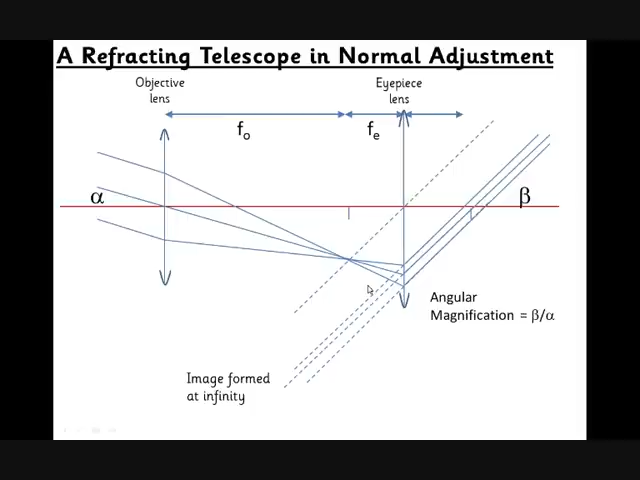 A Refracting Telescope in Normal Adjustment
Objective
lens
Eyepiece
lens
fo
fe
α
β
Angular
Magnification = β/α
Image formed
at infinity